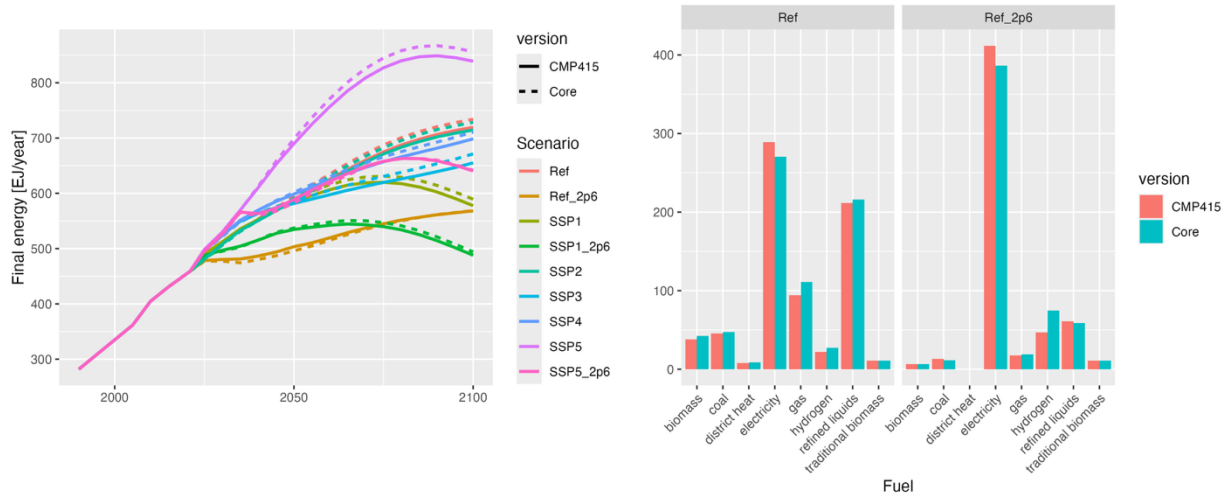 Final energy [EJ/year]
800
700
600
500
400
300
2000
2050
2100
version
CMP415
Core
Scenario
Ref
Ref_2p6
SSP1
SSP1_2p6
SSP2
SSP3
SSP4
SSP5
SSP5_2p6
Ref
Ref_2p6
400
300
200
100
0
biomass
coal
district heat
electricity
gas
hydrogen
refined liquids
traditional biomass
biomass
coal
district heat
electricity
gas
hydrogen
refined liquids
traditional biomass
Fuel
version
CMP415
Core